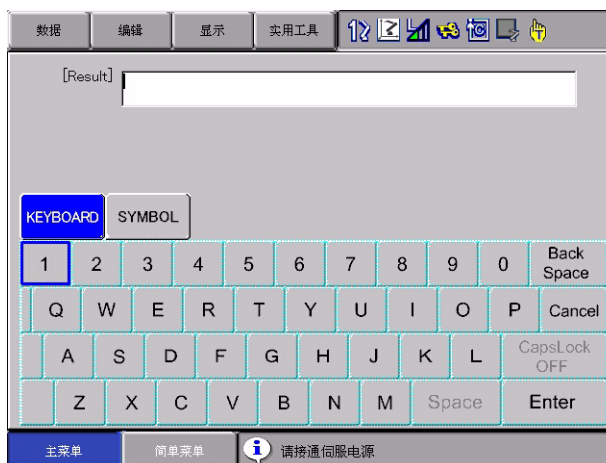 数据 编辑 显示 实用工具
[Result]
KEYBOARD SYMBOL
1 2 3 4 5 6 7 8 9 0 Back Space
Q W E R T Y U I O P Cancel
A S D F G H J K L CapsLock OFF
Z X C V B N M Space Enter
主菜单 简单菜单 请接通伺服电源